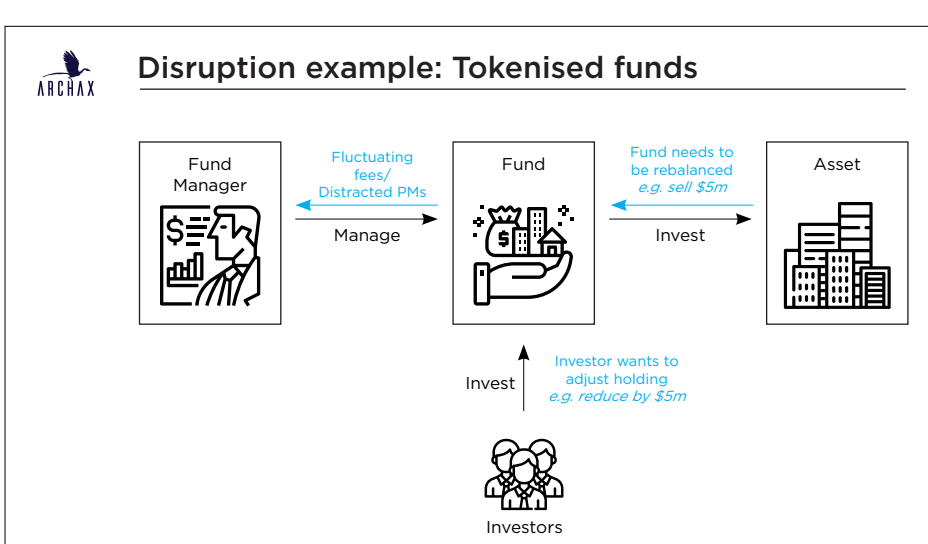 ARCHAX
Disruption example: Tokenised funds
Fund
Manager
$
Fluctuating
fees/
Distracted PMs
Manage
Fund
$
Fund needs to
be rebalanced
e.g. sell $5m
Invest
Asset
Invest
Investor wants to
adjust holding
e.g. reduce by $5m
Investors